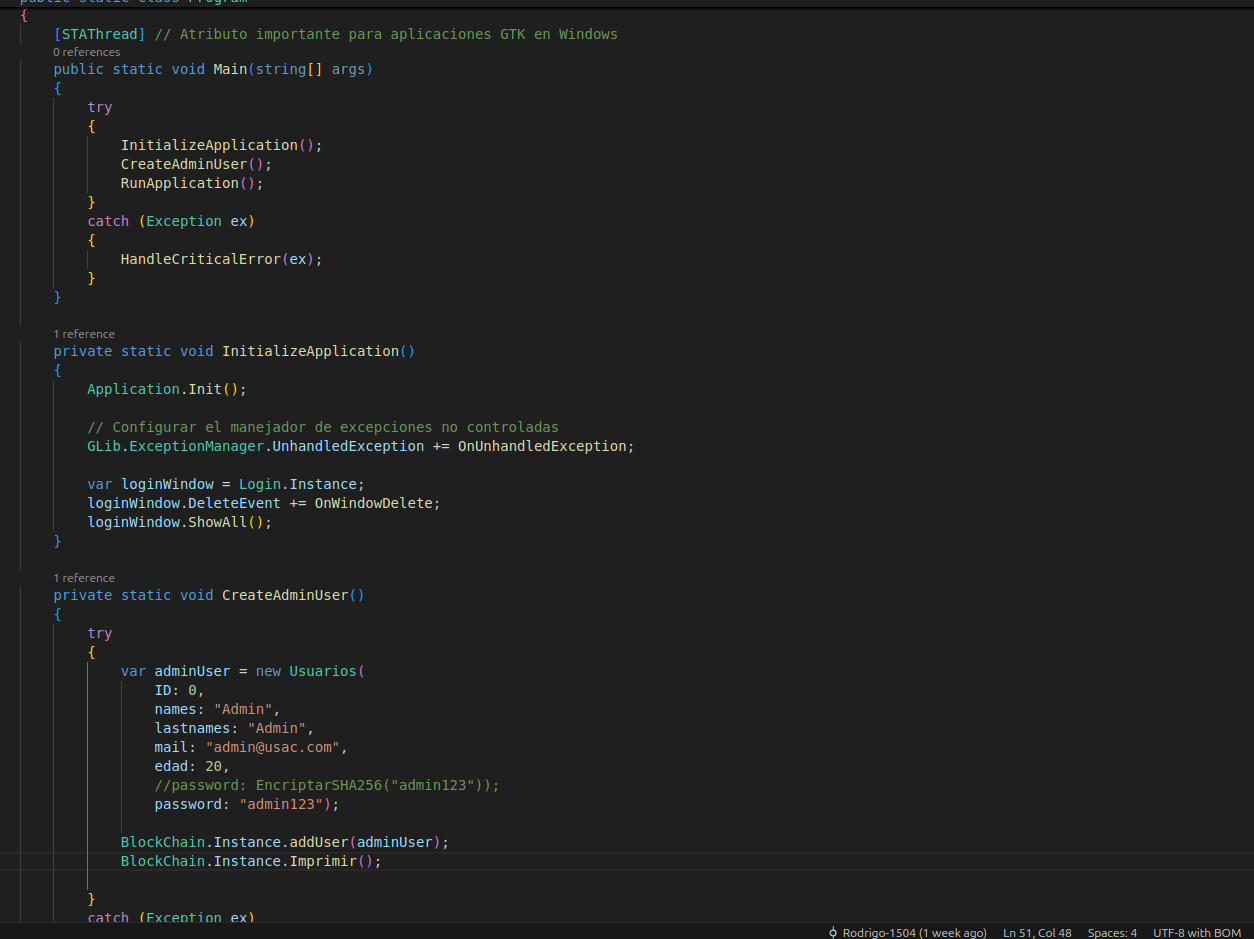 public static class Program
{
[STAThread] // Atributo importante para aplicaciones GTK en Windows
0 references
public static void Main(string[] args)
{
try
{
InitializeApplication();
CreateAdminUser();
RunApplication();
}
catch (Exception ex)
{
HandleCriticalError(ex);
}
}
1 reference
private static void InitializeApplication()
{
Application.Init();
// Configurar el manejador de excepciones no controladas
GLib.ExceptionManager.UnhandledException += OnUnhandledException;
var loginWindow = Login.Instance;
loginWindow.DeleteEvent += OnWindowDelete;
loginWindow.ShowAll();
}
1 reference
private static void CreateAdminUser()
{
try
{
var adminUser = new Usuarios(
ID: 0,
names: "Admin",
lastnames: "Admin",
mail: "admin@usac.com",
edad: 20,
//password: EncriptarSHA256("admin123"));
password: "admin123");
BlockChain.Instance.addUser(adminUser);
BlockChain.Instance.Imprimir();
}
catch (Exception ex)
Rodrigo-1504 (1 week ago) Ln 51, Col 48 Spaces: 4 UTF-8 with BOM